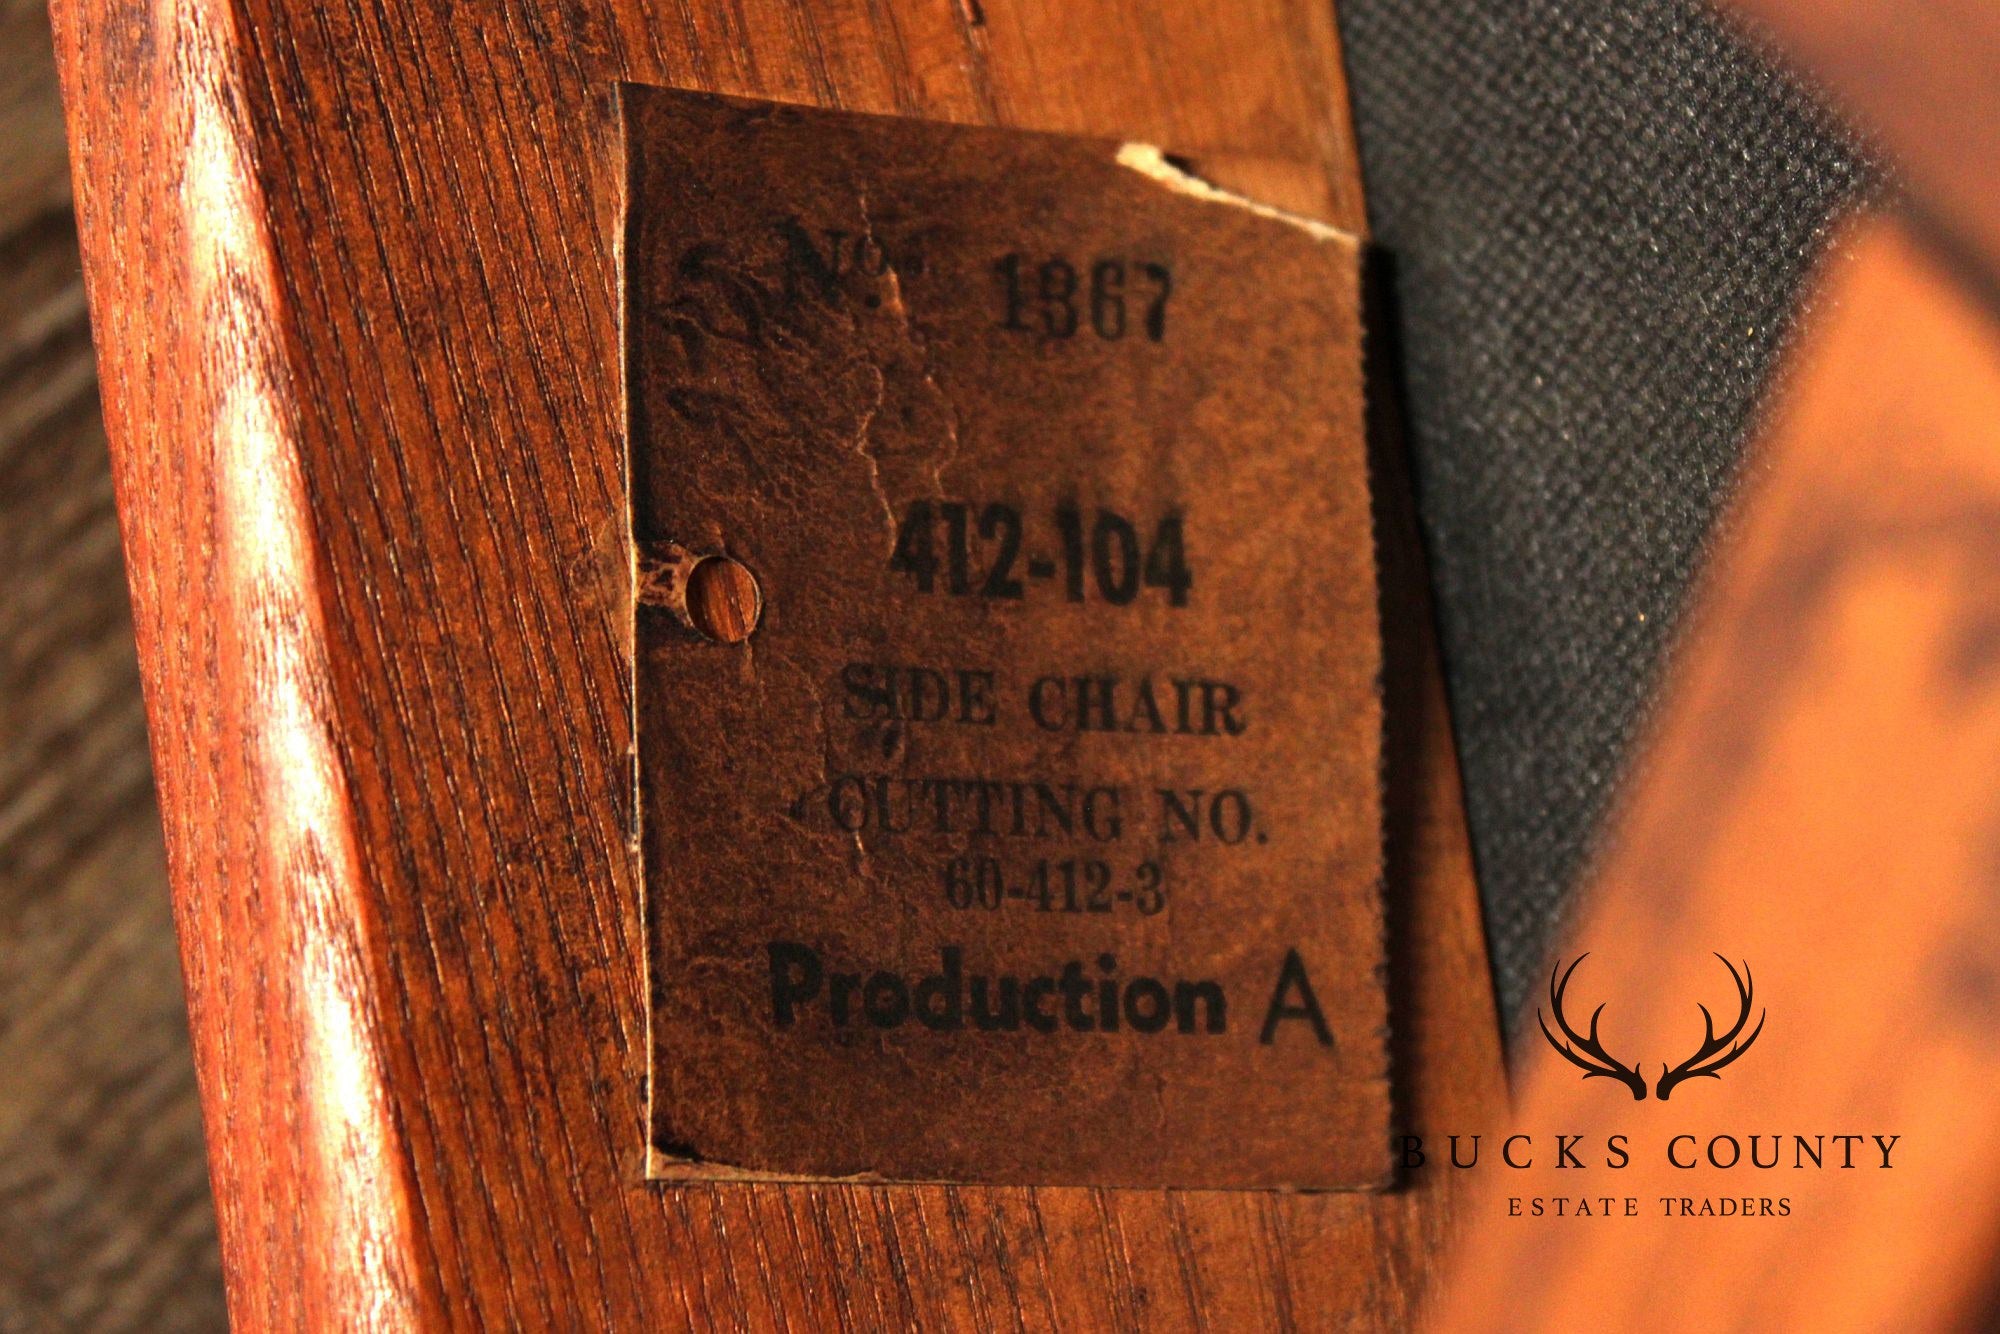 No. 1367
412-104
SIDE CHAIR
CUTTING NO.
60-412-3
Production A
BUCKS COUNTY
ESTATE TRADERS